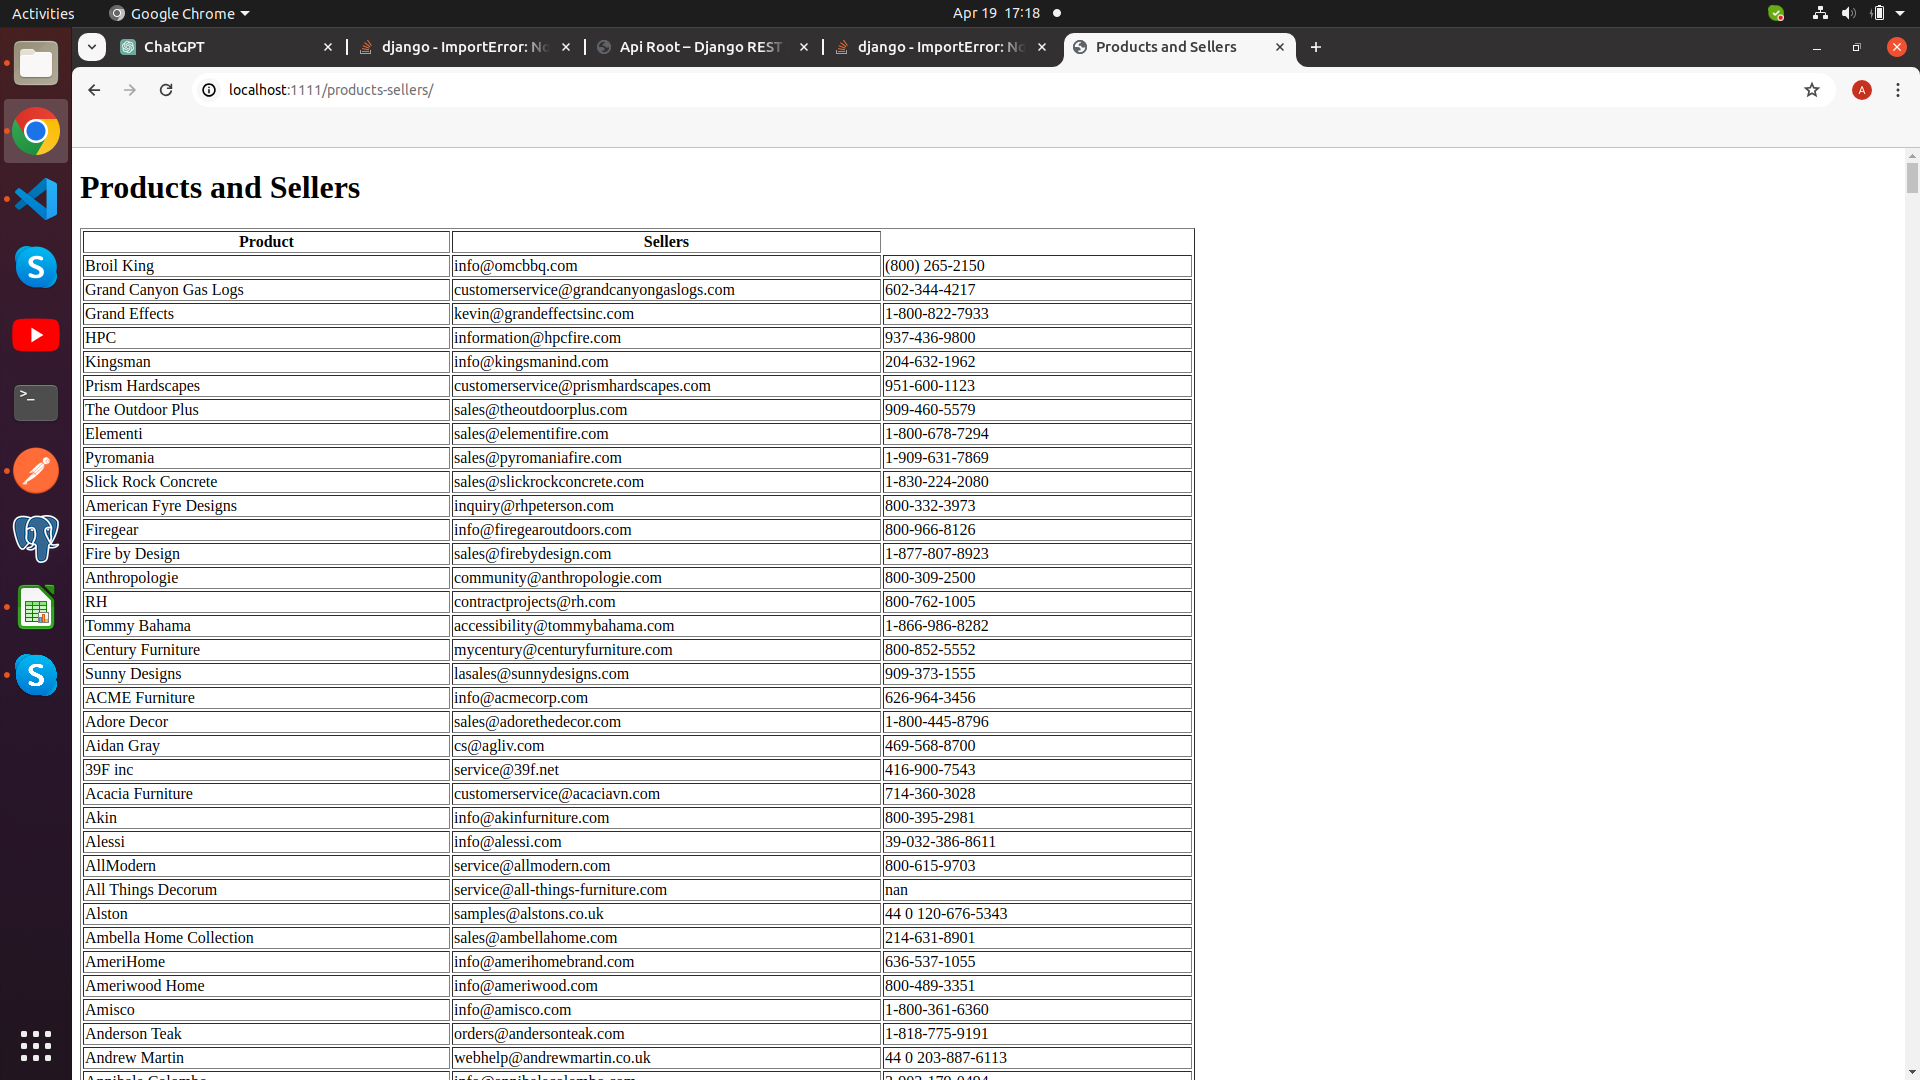 Activities Google Chrome Apr 19 17:18
ChatGPT django - ImportError: No Api Root – Django REST django - ImportError: No Products and Sellers
localhost:1111/products-sellers/ A
Products and Sellers
Product Sellers
Broil King info@omcbbq.com (800) 265-2150
Grand Canyon Gas Logs customerservice@grandcanyongaslogs.com 602-344-4217
Grand Effects kevin@grandeffectsinc.com 1-800-822-7933
HPC information@hpcfire.com 937-436-9800
Kingsman info@kingsmanind.com 204-632-1962
Prism Hardscapes customerservice@prismhardscapes.com 951-600-1123
The Outdoor Plus sales@theoutdoorplus.com 909-460-5579
Elementi sales@elementifire.com 1-800-678-7294
Pyromania sales@pyromaniafire.com 1-909-631-7869
Slick Rock Concrete sales@slickrockconcrete.com 1-830-224-2080
American Fyre Designs inquiry@rhpeterson.com 800-332-3973
Firegear info@firegearoutdoors.com 800-966-8126
Fire by Design sales@firebydesign.com 1-877-807-8923
Anthropologie community@anthropologie.com 800-309-2500
RH contractprojects@rh.com 800-762-1005
Tommy Bahama accessibility@tommybahama.com 1-866-986-8282
Century Furniture mycentury@centuryfurniture.com 800-852-5552
Sunny Designs lasales@sunnydesigns.com 909-373-1555
ACME Furniture info@acmecorp.com 626-964-3456
Adore Decor sales@adorethedecor.com 1-800-445-8796
Aidan Gray cs@agliv.com 469-568-8700
39F inc service@39f.net 416-900-7543
Acacia Furniture customerservice@acaciavn.com 714-360-3028
Akin info@akinfurniture.com 800-395-2981
Alessi info@alessi.com 39-032-386-8611
AllModern service@allmodern.com 800-615-9703
All Things Decorum service@all-things-furniture.com nan
Alston samples@alstons.co.uk 44 0 120-676-5343
Ambella Home Collection sales@ambellahome.com 214-631-8901
AmeriHome info@amerihomebrand.com 636-537-1055
Ameriwood Home info@ameriwood.com 800-489-3351
Amisco info@amisco.com 1-800-361-6360
Anderson Teak orders@andersonteak.com 1-818-775-9191
Andrew Martin webhelp@andrewmartin.co.uk 44 0 203-887-6113